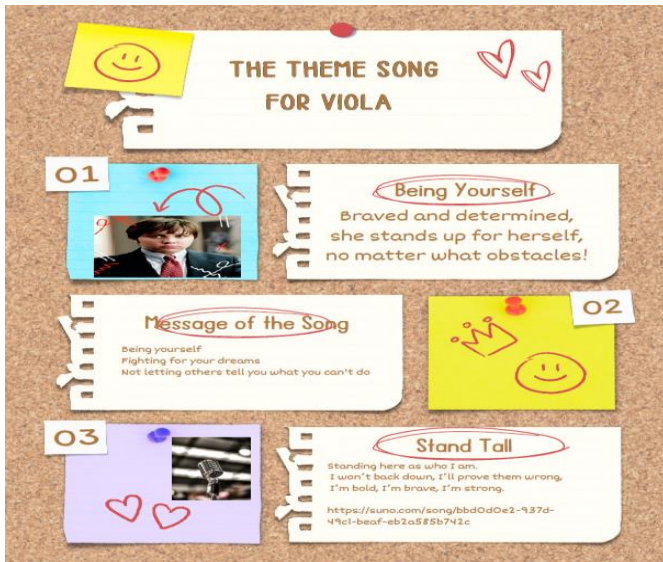 THE THEME SONG
FOR VIOLA
01
Being Yourself
Braved and determined,
she stands up for herself,
no matter what obstacles!
Message of the Song
Being yourself
Fighting for your dreams
Not letting others tell you what you can't do
02
03
Stand Tall
Standing here as who I am.
I won't back down, I'll prove them wrong,
I'm bold, I'm brave, I'm strong.
https://suno.com/song/bbd0d0e2-937d-
49c1-beaf-eb2a585b742c